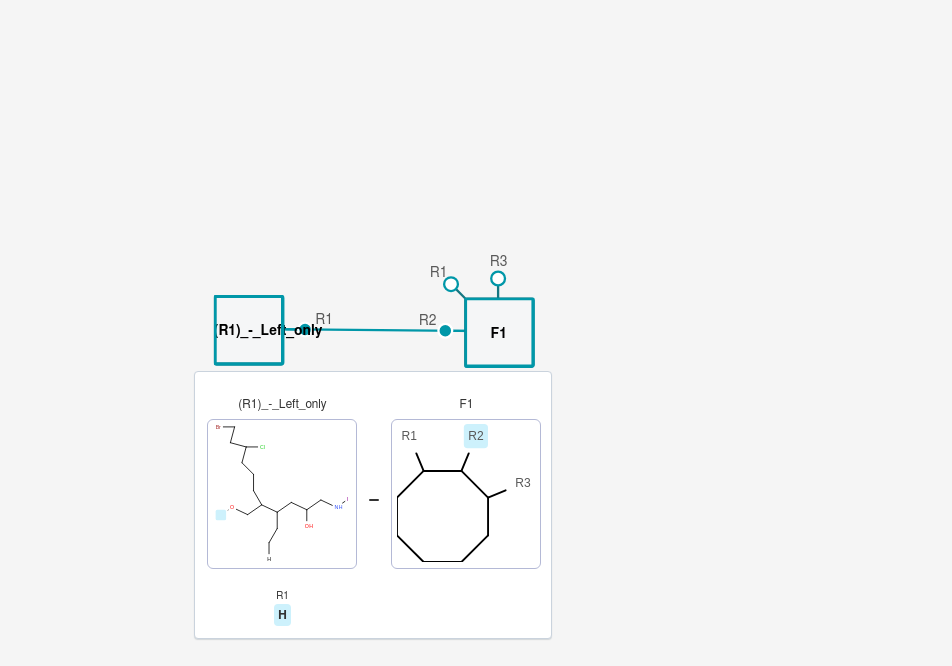 R3
R1
R1
R2
(R1)_-_Left_only
F1
(R1)_-_Left_only
F1
Br
Cl
O
OH
NH
I
H
R1
R2
R3
–
R1
H